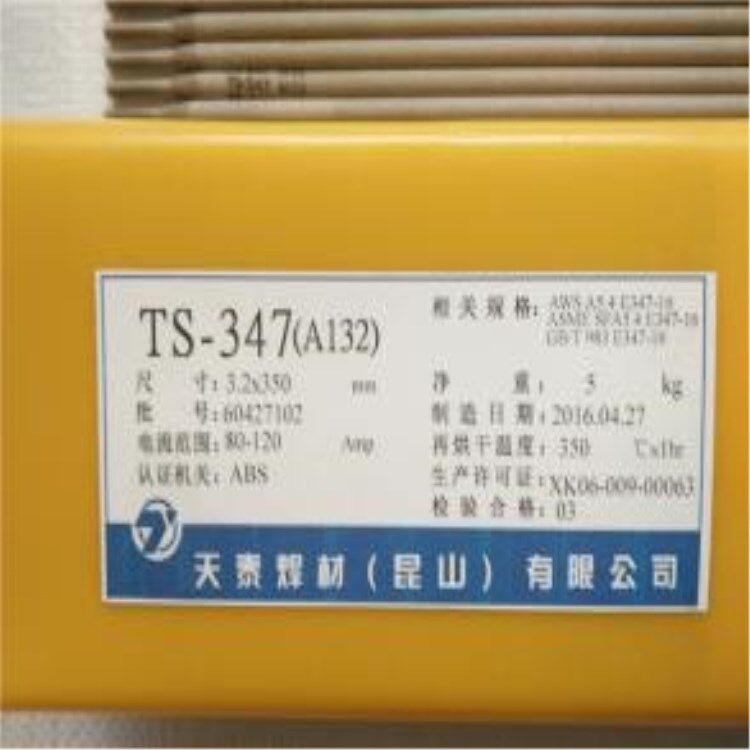 TS-347(A132)
尺 寸: 3.2x350 mm
批 号: 60427102
电流范围: 80-120 Amp
认证机关: ABS
相关规格: AWS A5.4 E347-16
ASME SFA5.4 E347-16
GB/T 983 E347-16
净 重: 5 kg
制造日期: 2016.04.27
再烘干温度: 350 ℃x1hr
生产许可证: XK06-009-00063
检验合格: 03
天泰焊材(昆山)有限公司